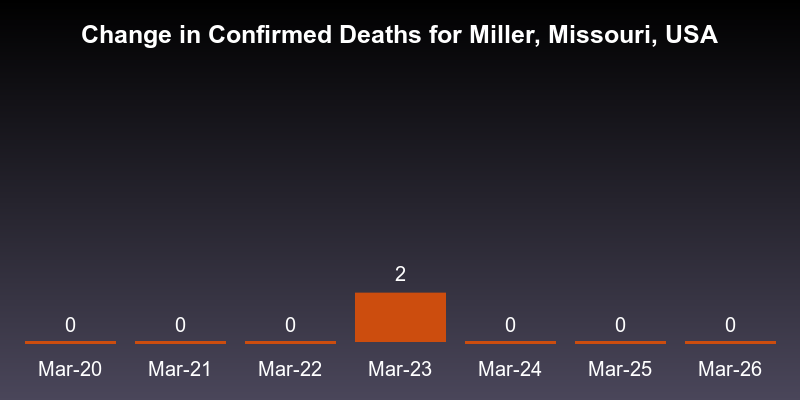 Change in Confirmed Deaths for Miller, Missouri, USA
2
0 0 0 0 0 0
Mar-20 Mar-21 Mar-22 Mar-23 Mar-24 Mar-25 Mar-26